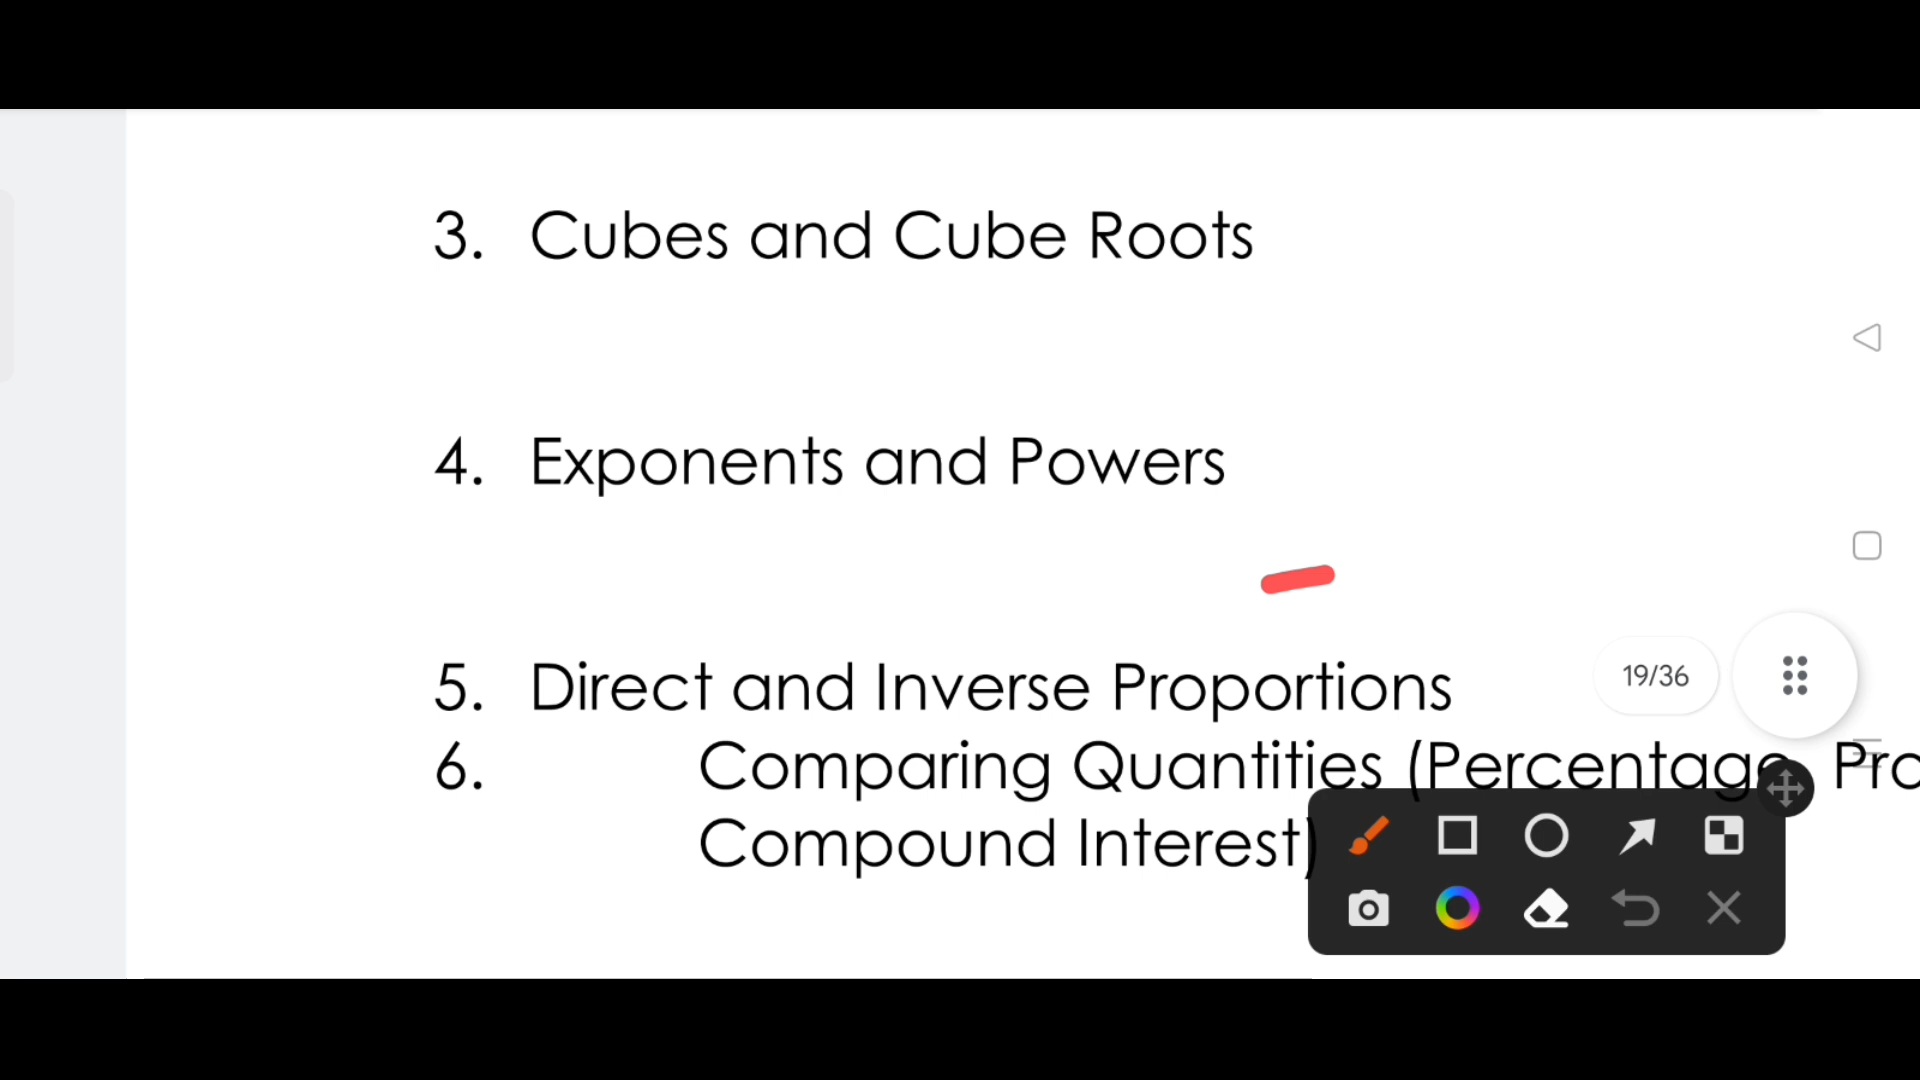 3. Cubes and Cube Roots
4. Exponents and Powers
5. Direct and Inverse Proportions
19/36
6. Comparing Quantities (Percentage, Pro
Compound Interest)